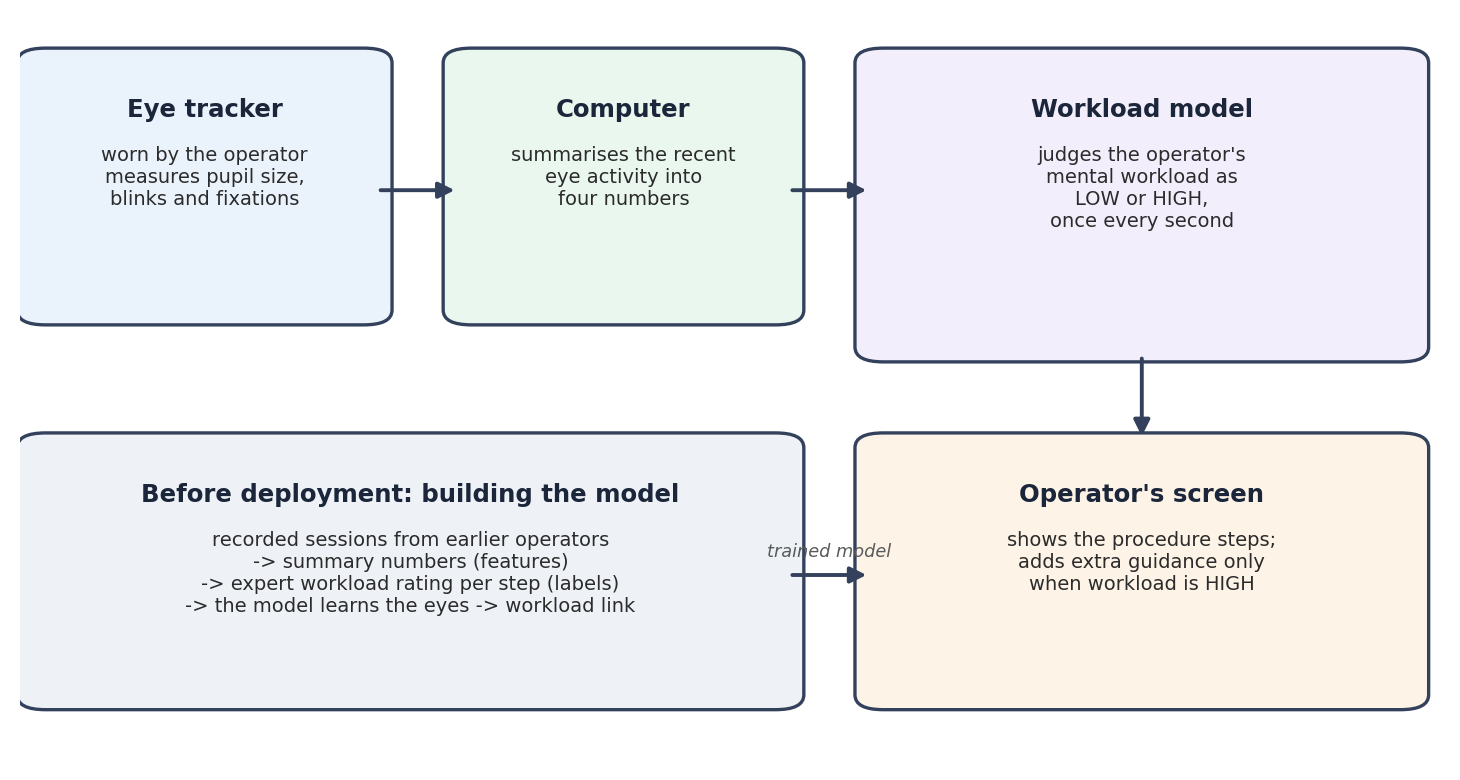 Eye tracker
worn by the operator
measures pupil size,
blinks and fixations
Computer
summarises the recent
eye activity into
four numbers
Workload model
judges the operator's
mental workload as
LOW or HIGH,
once every second
Before deployment: building the model
recorded sessions from earlier operators
-> summary numbers (features)
-> expert workload rating per step (labels)
-> the model learns the eyes -> workload link
trained model
Operator's screen
shows the procedure steps;
adds extra guidance only
when workload is HIGH